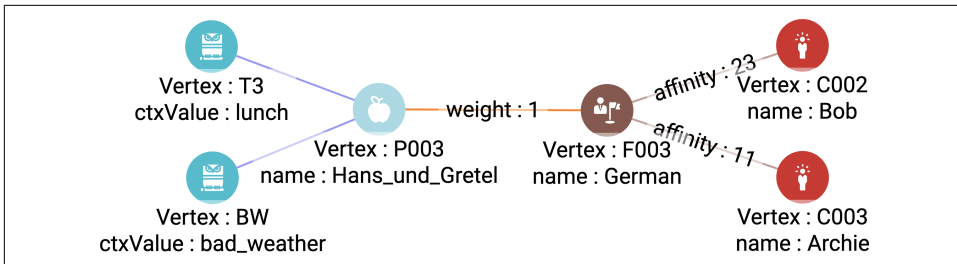 Vertex : T3
ctxValue : lunch
Vertex : BW
ctxValue : bad_weather
Vertex : P003
name : Hans_und_Gretel
weight : 1
Vertex : F003
name : German
affinity : 23
affinity : 11
Vertex : C002
name : Bob
Vertex : C003
name : Archie